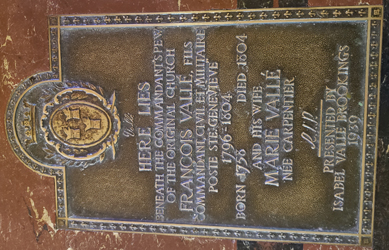 HERE LIES
BENEATH THE COMMANDANT'S PEW
OF THE ORIGINAL CHURCH
FRANÇOIS VALLÉ, FILS
COMMANDANT, CIVIL ET MILITAIRE
POSTE STE. GENEVIEVE
1796-1804
BORN 1758 DIED 1804
AND HIS WIFE
MARIE VALLÉ
NÉE CARPENTIER
R.I.P.
PRESENTED BY
ISABEL VALLÉ BROOKINGS
1939